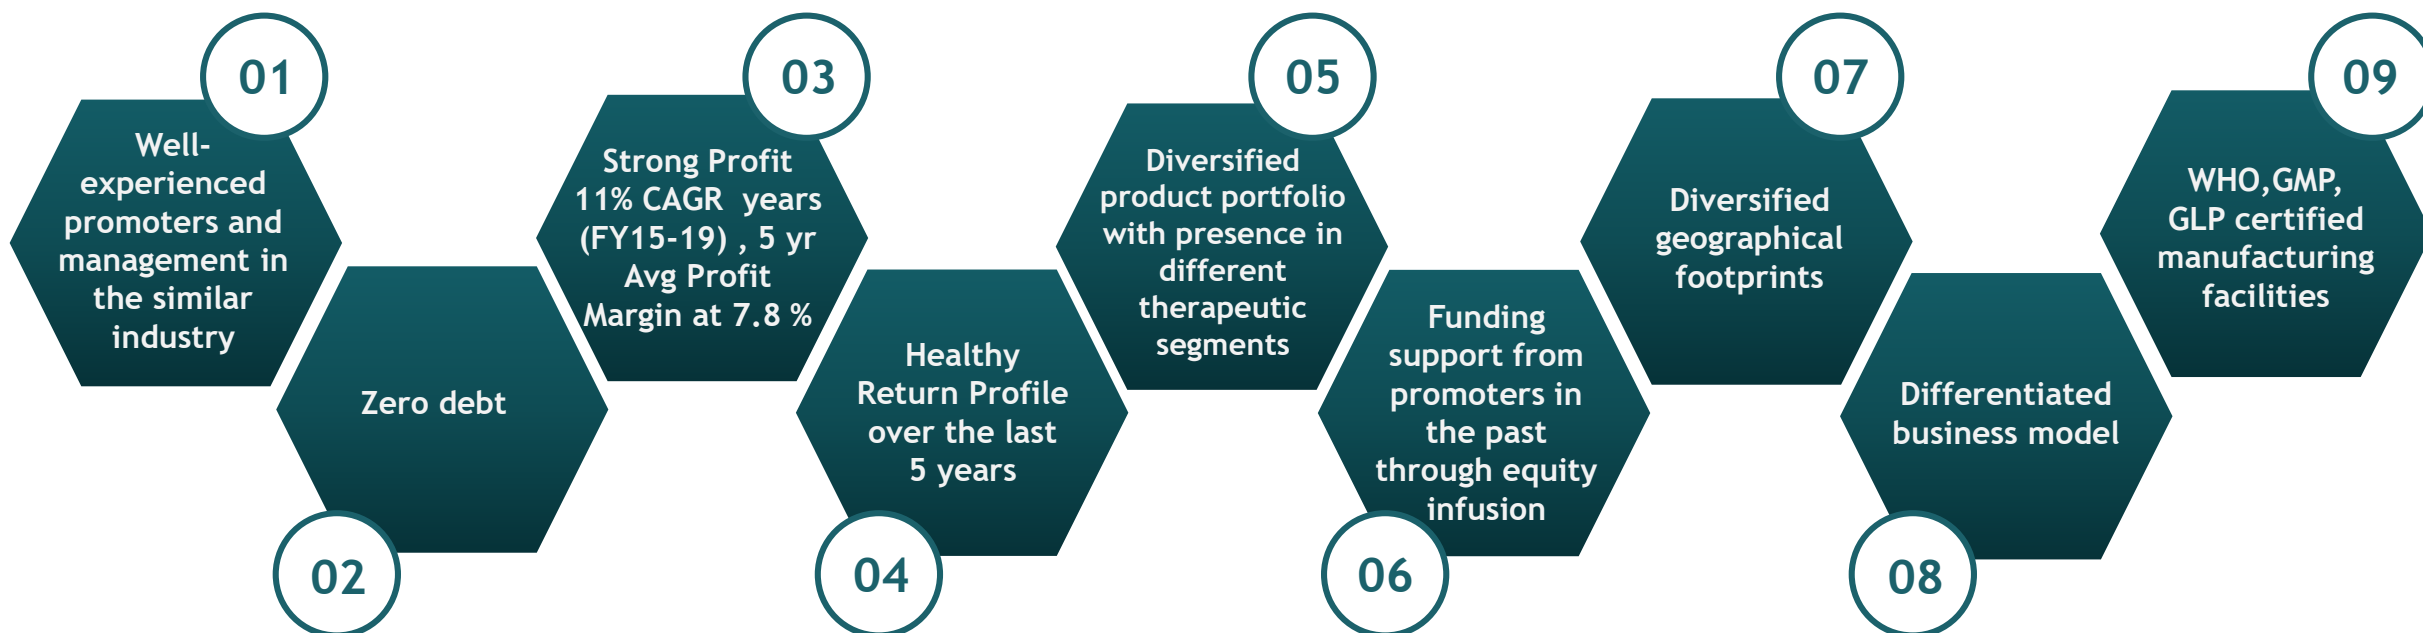 01
Well-
experienced
promoters and
management in
the similar
industry
02
Zero debt
03
Strong Profit
11% CAGR  years
(FY15-19) , 5 yr
Avg Profit
Margin at 7.8 %
04
Healthy
Return Profile
over the last
5 years
05
Diversified
product portfolio
with presence in
different
therapeutic
segments
06
Funding
support from
promoters in
the past
through equity
infusion
07
Diversified
geographical
footprints
08
Differentiated
business model
09
WHO,GMP,
GLP certified
manufacturing
facilities